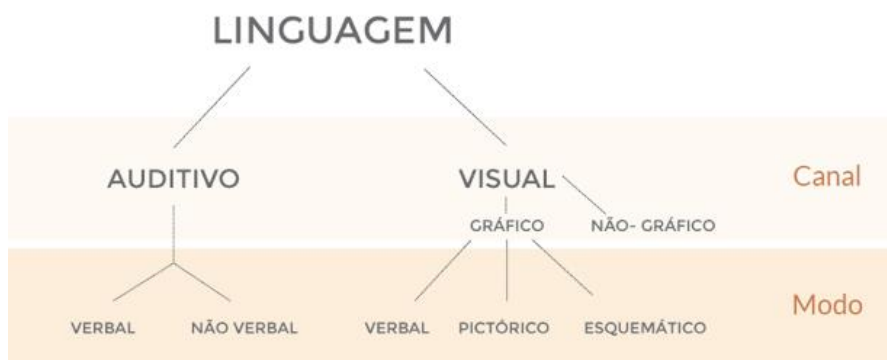 LINGUAGEM
AUDITIVO VISUAL Canal
GRÁFICO NÃO- GRÁFICO
VERBAL NÃO VERBAL VERBAL PICTÓRICO ESQUEMÁTICO Modo